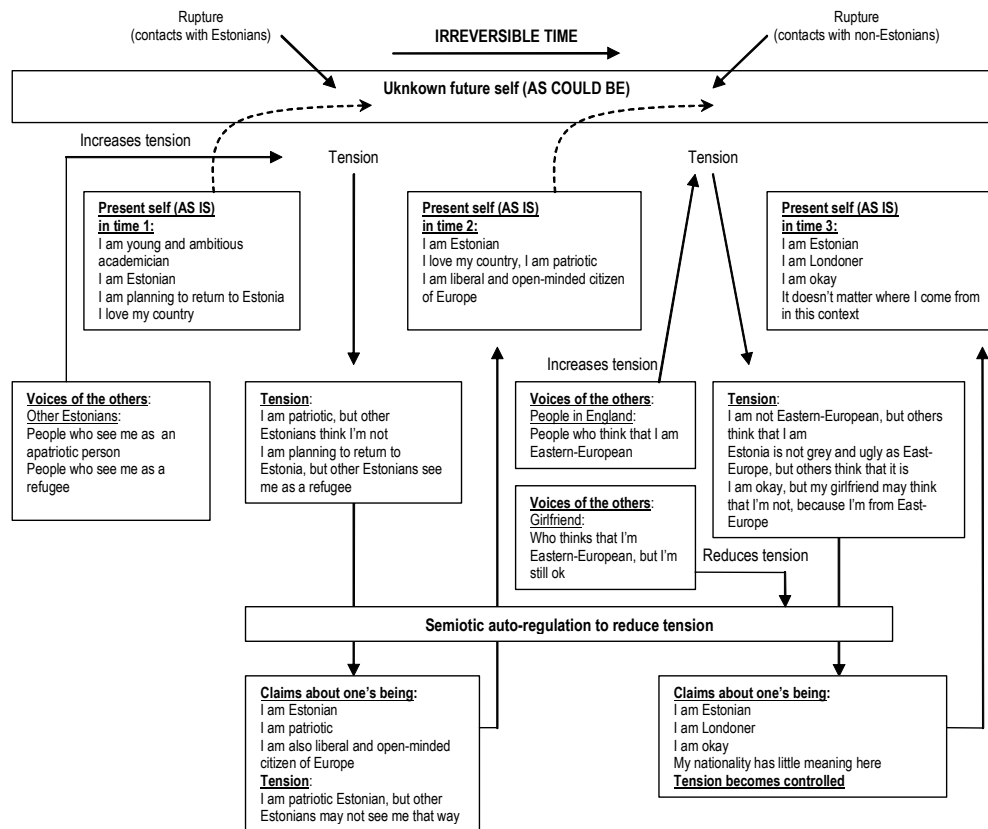 Rupture
(contacts with Estonians)
IRREVERSIBLE TIME
Rupture
(contacts with non-Estonians)
Uknkown future self (AS COULD BE)
Increases tension
Tension
Tension
Present self (AS IS)
in time 1:
I am young and ambitious
academician
I am Estonian
I am planning to return to Estonia
I love my country
Present self (AS IS)
in time 2:
I am Estonian
I love my country, I am patriotic
I am liberal and open-minded citizen
of Europe
Present self (AS IS)
in time 3:
I am Estonian
I am Londoner
I am okay
It doesn’t matter where I come from
in this context
Increases tension
Voices of the others:
Other Estonians:
People who see me as an
apatriotic person
People who see me as a
refugee
Tension:
I am patriotic, but other
Estonians think I’m not
I am planning to return to
Estonia, but other Estonians see
me as a refugee
Voices of the others:
People in England:
People who think that I am
Eastern-European
Voices of the others:
Girlfriend:
Who thinks that I’m
Eastern-European, but I’m
still ok
Tension:
I am not Eastern-European, but others
think that I am
Estonia is not grey and ugly as East-
Europe, but others think that it is
I am okay, but my girlfriend may think
that I’m not, because I’m from East-
Europe
Reduces tension
Semiotic auto-regulation to reduce tension
Claims about one’s being:
I am Estonian
I am patriotic
I am also liberal and open-minded
citizen of Europe
Tension:
I am patriotic Estonian, but other
Estonians may not see me that way
Claims about one’s being:
I am Estonian
I am Londoner
I am okay
My nationality has little meaning here
Tension becomes controlled